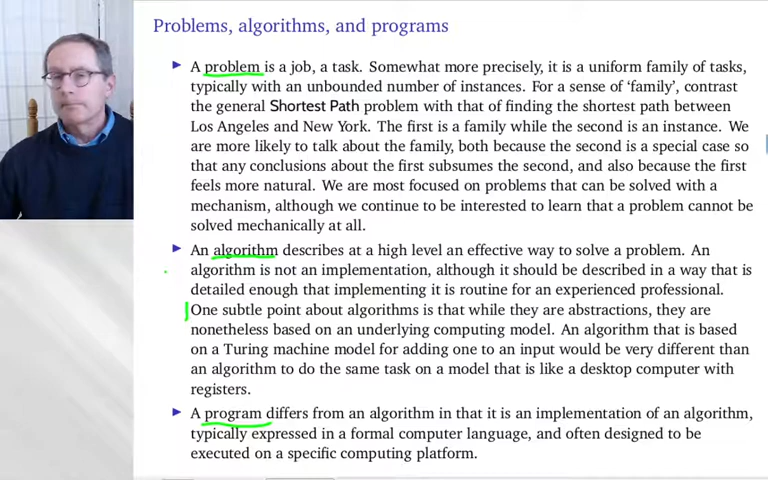 Problems, algorithms, and programs
A problem is a job, a task. Somewhat more precisely, it is a uniform family of tasks,
typically with an unbounded number of instances. For a sense of ‘family’, contrast
the general Shortest Path problem with that of finding the shortest path between
Los Angeles and New York. The first is a family while the second is an instance. We
are more likely to talk about the family, both because the second is a special case so
that any conclusions about the first subsumes the second, and also because the first
feels more natural. We are most focused on problems that can be solved with a
mechanism, although we continue to be interested to learn that a problem cannot be
solved mechanically at all.
An algorithm describes at a high level an effective way to solve a problem. An
algorithm is not an implementation, although it should be described in a way that is
detailed enough that implementing it is routine for an experienced professional.
One subtle point about algorithms is that while they are abstractions, they are
nonetheless based on an underlying computing model. An algorithm that is based
on a Turing machine model for adding one to an input would be very different than
an algorithm to do the same task on a model that is like a desktop computer with
registers.
A program differs from an algorithm in that it is an implementation of an algorithm,
typically expressed in a formal computer language, and often designed to be
executed on a specific computing platform.